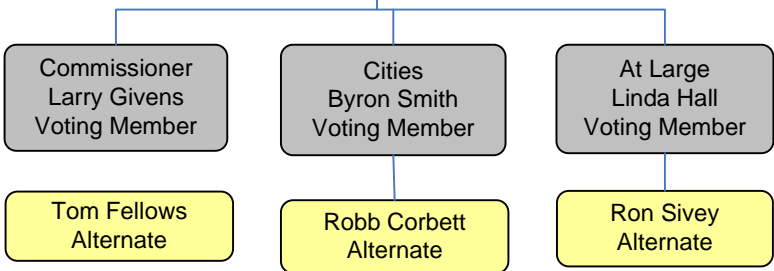 Commissioner
Larry Givens
Voting Member
Cities
Byron Smith
Voting Member
At Large
Linda Hall
Voting Member
Tom Fellows
Alternate
Robb Corbett
Alternate
Ron Sivey
Alternate